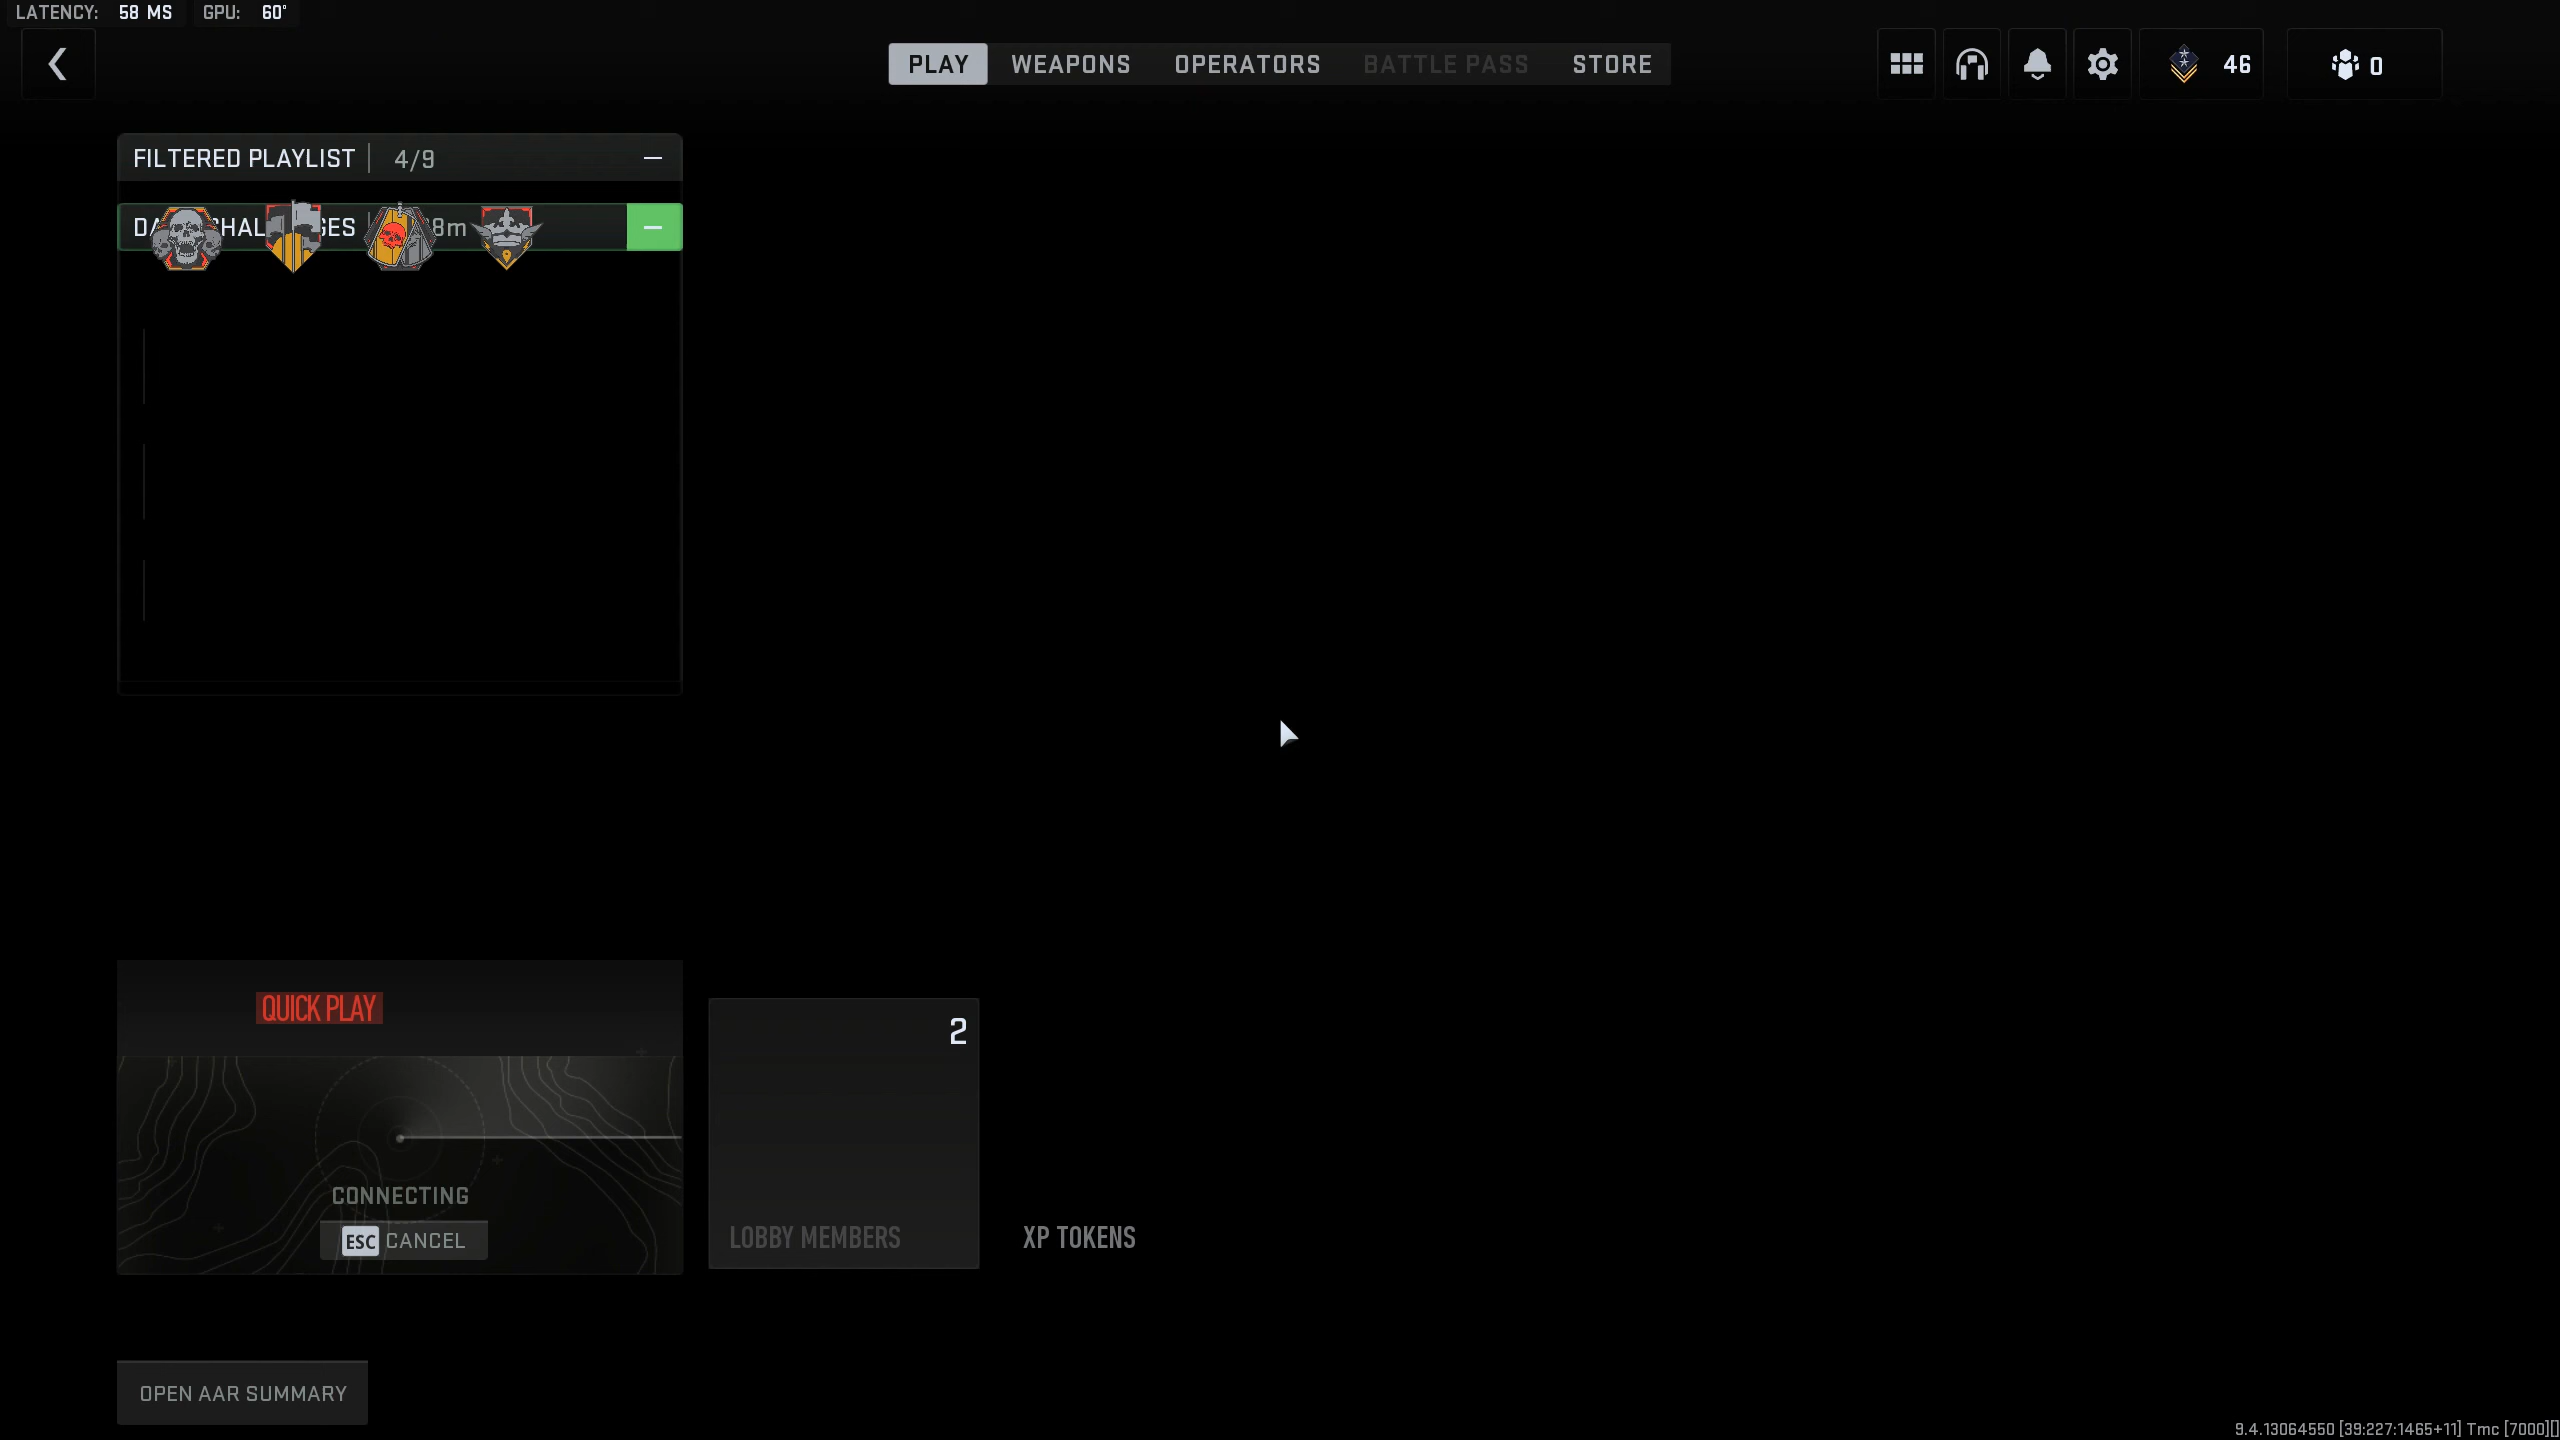 LATENCY: 58 MS GPU: 60°
PLAY WEAPONS OPERATORS BATTLE PASS STORE
46
0
FILTERED PLAYLIST | 4/9
8m
QUICK PLAY
CONNECTING
ESC CANCEL
2
LOBBY MEMBERS
XP TOKENS
OPEN AAR SUMMARY
9.4.13064550 [39:227:1465+11] Tmc [7000][]